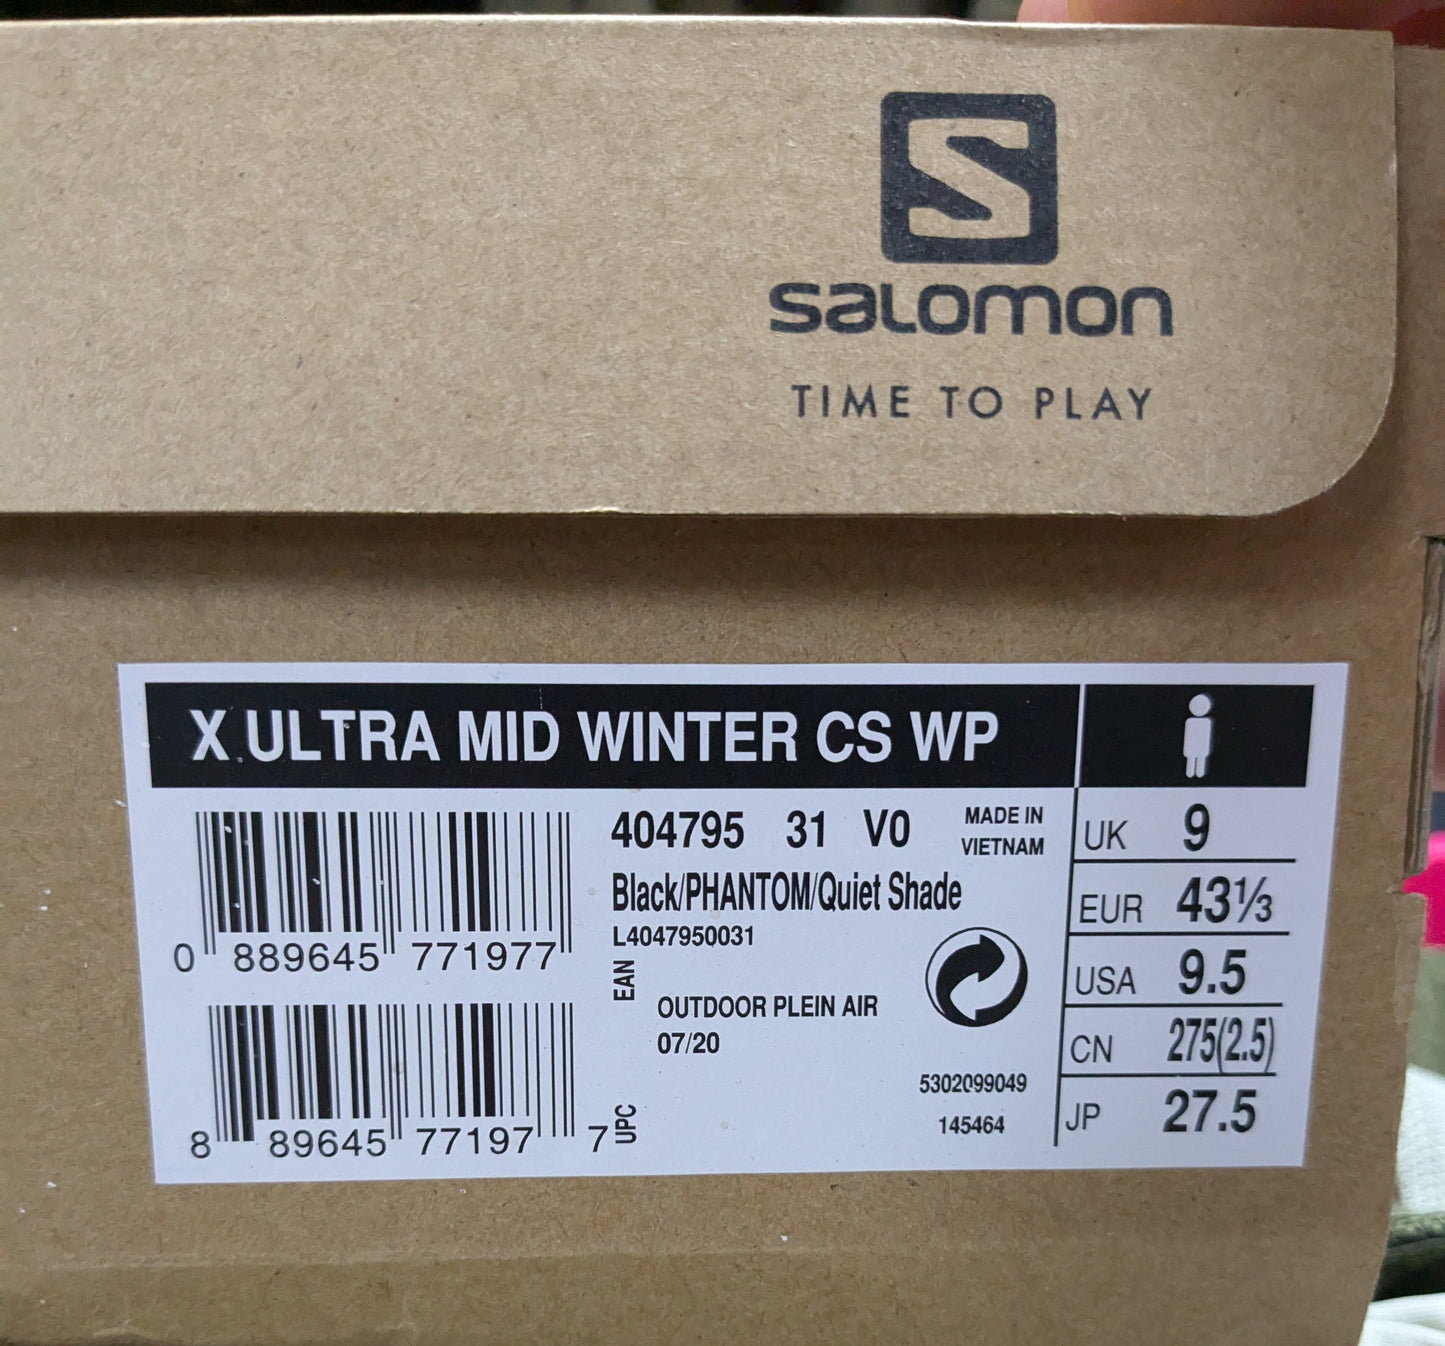 S
salomon
TIME TO PLAY
X ULTRA MID WINTER CS WP
404795 31 V0
MADE IN
VIETNAM
Black/PHANTOM/Quiet Shade
L4047950031
0 889645 771977
EAN
OUTDOOR PLEIN AIR
07/20
5302099049
145464
8 89645 77197 7
UPC
UK 9
EUR 43⅓
USA 9.5
CN 275(2.5)
JP 27.5